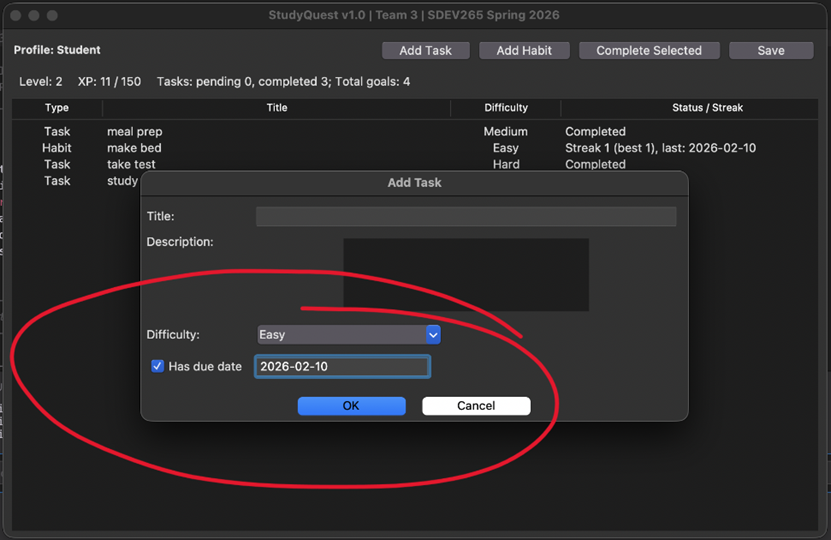 StudyQuest v1.0 | Team 3 | SDEV265 Spring 2026
Profile: Student Add Task Add Habit Complete Selected Save
Level: 2 XP: 11 / 150 Tasks: pending 0, completed 3; Total goals: 4
Type Title Difficulty Status / Streak
Task meal prep Medium Completed
Habit make bed Easy Streak 1 (best 1), last: 2026-02-10
Task take test Hard Completed
Task study
Add Task
Title:
Description:
Difficulty: Easy
Has due date 2026-02-10
OK Cancel